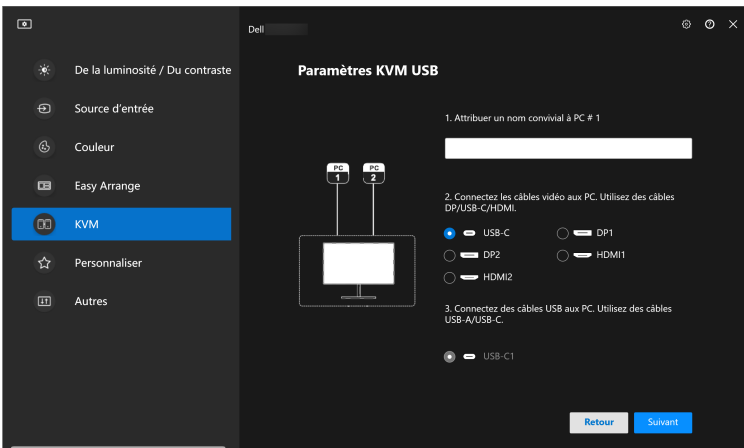 Dell
De la luminosité / Du contraste
Source d'entrée
Couleur
Easy Arrange
KVM
Personnaliser
Autres
Paramètres KVM USB
PC
1
PC
2
1. Attribuer un nom convivial à PC # 1
2. Connectez les câbles vidéo aux PC. Utilisez des câbles
DP/USB-C/HDMI.
USB-C
DP1
DP2
HDMI1
HDMI2
3. Connectez des câbles USB aux PC. Utilisez des câbles
USB-A/USB-C.
USB-C1
Retour
Suivant